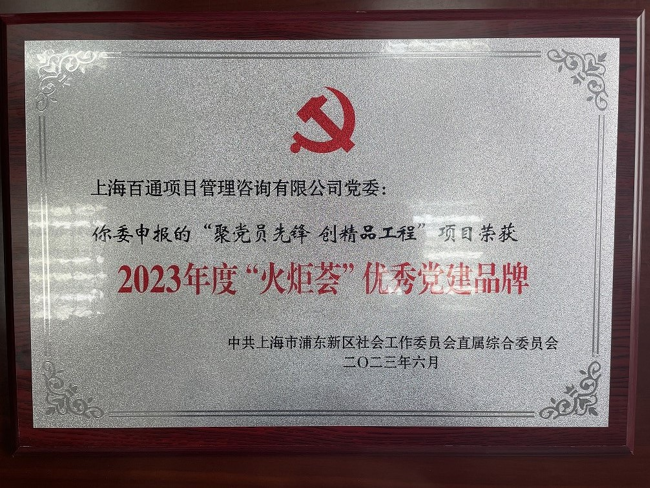 上海百通项目管理咨询有限公司党委：
你委申报的“聚党员先锋 创精品工程”项目荣获
2023年度“火炬荟”优秀党建品牌
中共上海市浦东新区社会工作委员会直属综合委员会
二〇二三年六月